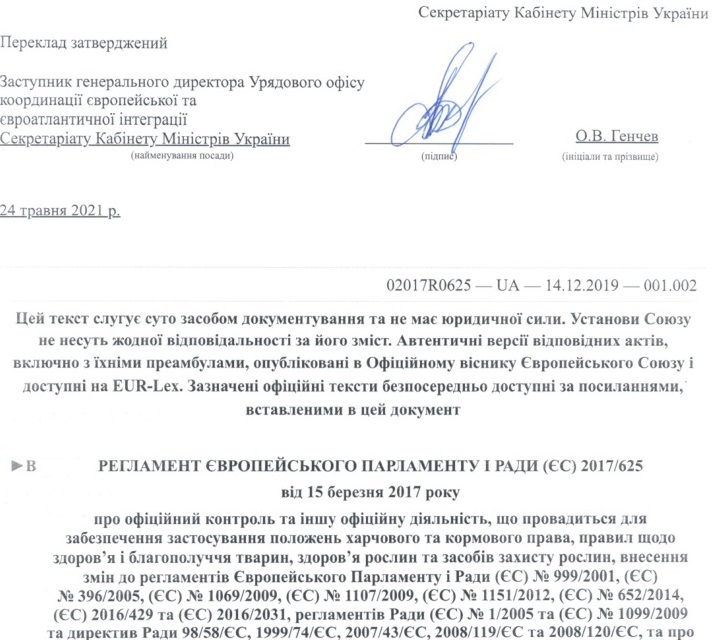 Секретаріату Кабінету Міністрів України
Переклад затверджений
Заступник генерального директора Урядового офісу
координації європейської та
євроатлантичної інтеграції
Секретаріату Кабінету Міністрів України
О.В. Генчев
(найменування посади)
(підпис)
(ініціали та прізвище)
24 травня 2021 р.
02017R0625 — UA — 14.12.2019 — 001.002
Цей текст слугує суто засобом документування та не має юридичної сили. Установи Союзу
не несуть жодної відповідальності за його зміст. Автентичні версії відповідних актів,
включно з їхніми преамбулами, опубліковані в Офіційному віснику Європейського Союзу і
доступні на EUR-Lex. Зазначені офіційні тексти безпосередньо доступні за посиланнями,
вставленими в цей документ
►B РЕГЛАМЕНТ ЄВРОПЕЙСЬКОГО ПАРЛАМЕНТУ І РАДИ (ЄС) 2017/625
від 15 березня 2017 року
про офіційний контроль та іншу офіційну діяльність, що провадиться для
забезпечення застосування положень харчового та кормового права, правил щодо
здоров’я і благополуччя тварин, здоров’я рослин та засобів захисту рослин, внесення
змін до регламентів Європейського Парламенту і Ради (ЄС) № 999/2001, (ЄС)
№ 396/2005, (ЄС) № 1069/2009, (ЄС) № 1107/2009, (ЄС) № 1151/2012, (ЄС) № 652/2014,
(ЄС) 2016/429 та (ЄС) 2016/2031, регламентів Ради (ЄС) № 1/2005 та (ЄС) № 1099/2009
та директив Ради 98/58/ЄС, 1999/74/ЄС, 2007/43/ЄС, 2008/119/ЄС та 2008/120/ЄС, та про